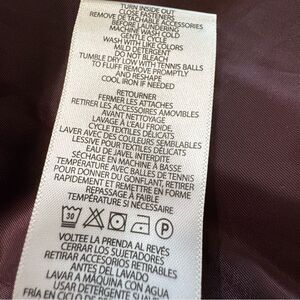 TURN INSIDE OUT
CLOSE FASTENERS
REMOVE DETACHABLE ACCESSORIES
BEFORE LAUNDERING
MACHINE WASH COLD
GENTLE CYCLE
WASH WITH LIKE COLORS
MILD DETERGENT
DO NOT BLEACH
TUMBLE DRY LOW WITH TENNIS BALLS
TO FLUFF REMOVE PROMPTLY
AND RESHAPE
COOL IRON IF NEEDED
RETOURNER
FERMER LES ATTACHES
RETIRER LES ACCESSOIRES AMOVIBLES
AVANT NETTOYAGE
LAVAGE À L'EAU FROIDE,
CYCLE TEXTILES DÉLICATS
LAVER AVEC DES COULEURS SEMBLABLES
LESSIVE POUR TEXTILES DÉLICATS
EAU DE JAVEL INTERDITE
SÉCHAGE EN MACHINE À BASSE
TEMPÉRATURE AVEC BALLES DE TENNIS
POUR DONNER DU GONFLANT, RETIRER
RAPIDEMENT ET REMETTRE EN FORME
REPASSAGE À FAIBLE
TEMPÉRATURE SI NÉCESSAIRE
30
VOLTEE LA PRENDA AL REVÉS
CERRAR LOS SUJETADORES
RETIRAR ACCESORIOS RETIRABLES
ANTES DEL LAVADO
LAVAR A MÁQUINA CON AGUA
FRÍA EN CICLO
USAR DETERGENTE SUAVE